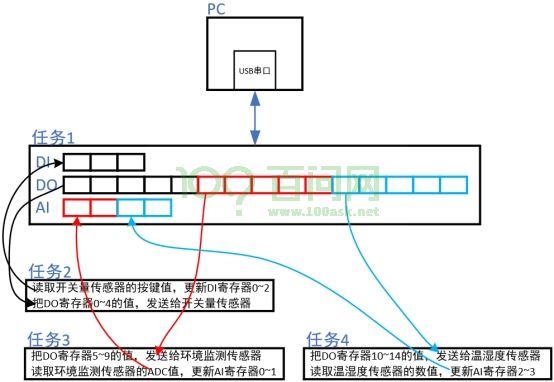 PC
USB串口
任务1
DI
DO
AI
百问网
www.100ask.net
任务2
读取开关量传感器的按键值，更新DI寄存器0~2
把DO寄存器0~4的值，发送给开关量传感器
任务3
把DO寄存器5~9的值，发送给环境监测传感器
读取环境监测传感器的ADC值，更新AI寄存器0~1
任务4
把DO寄存器10~14的值，发送给温湿度传感器
读取温湿度传感器的数值，更新AI寄存器2~3